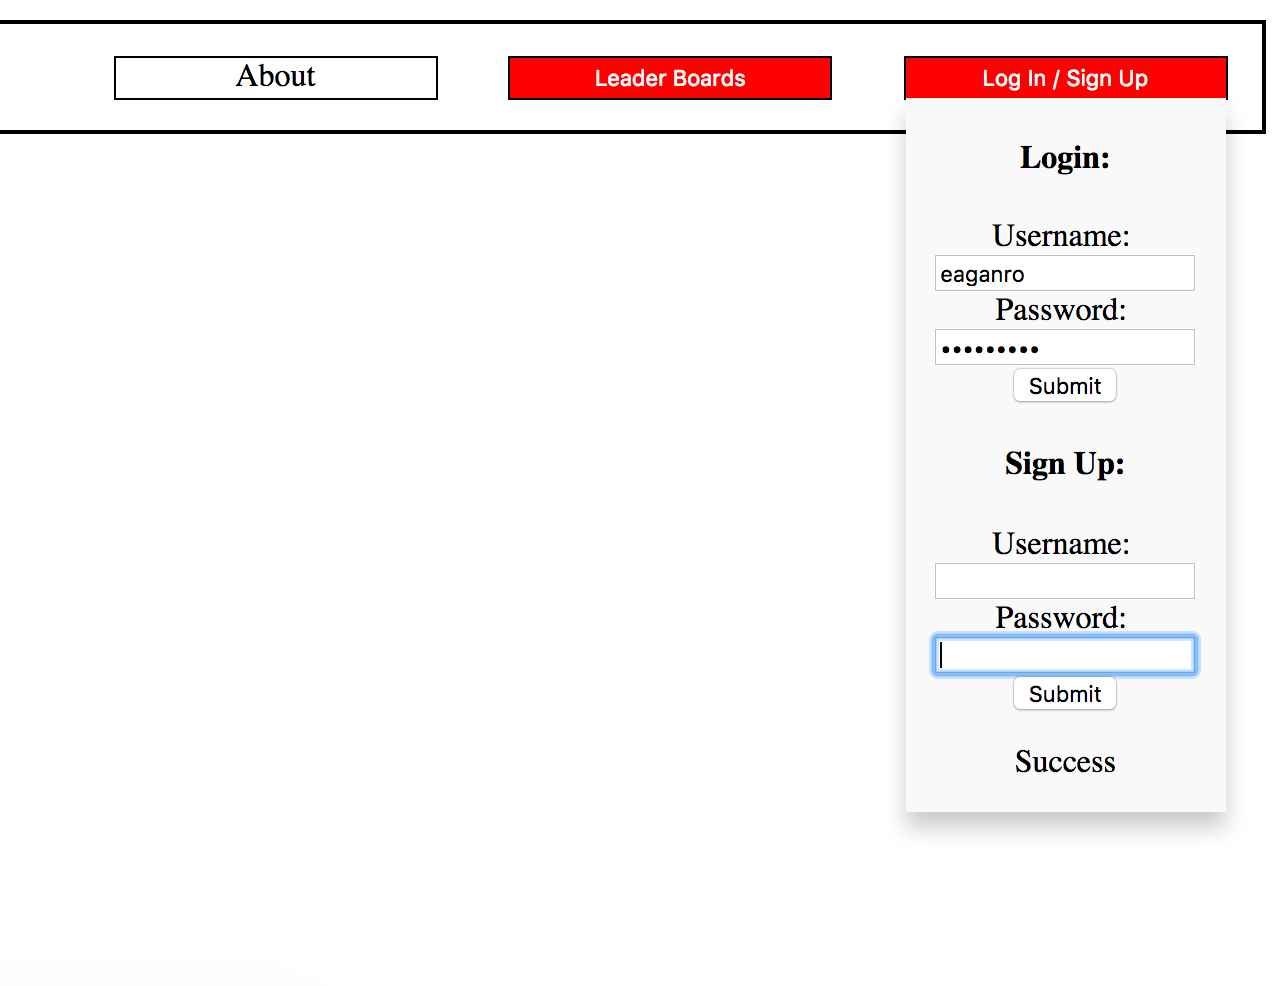 About
Leader Boards
Log In / Sign Up
Login:
Username:
eaganro
Password:
•••••••••
Submit
Sign Up:
Username:
Password:
Submit
Success